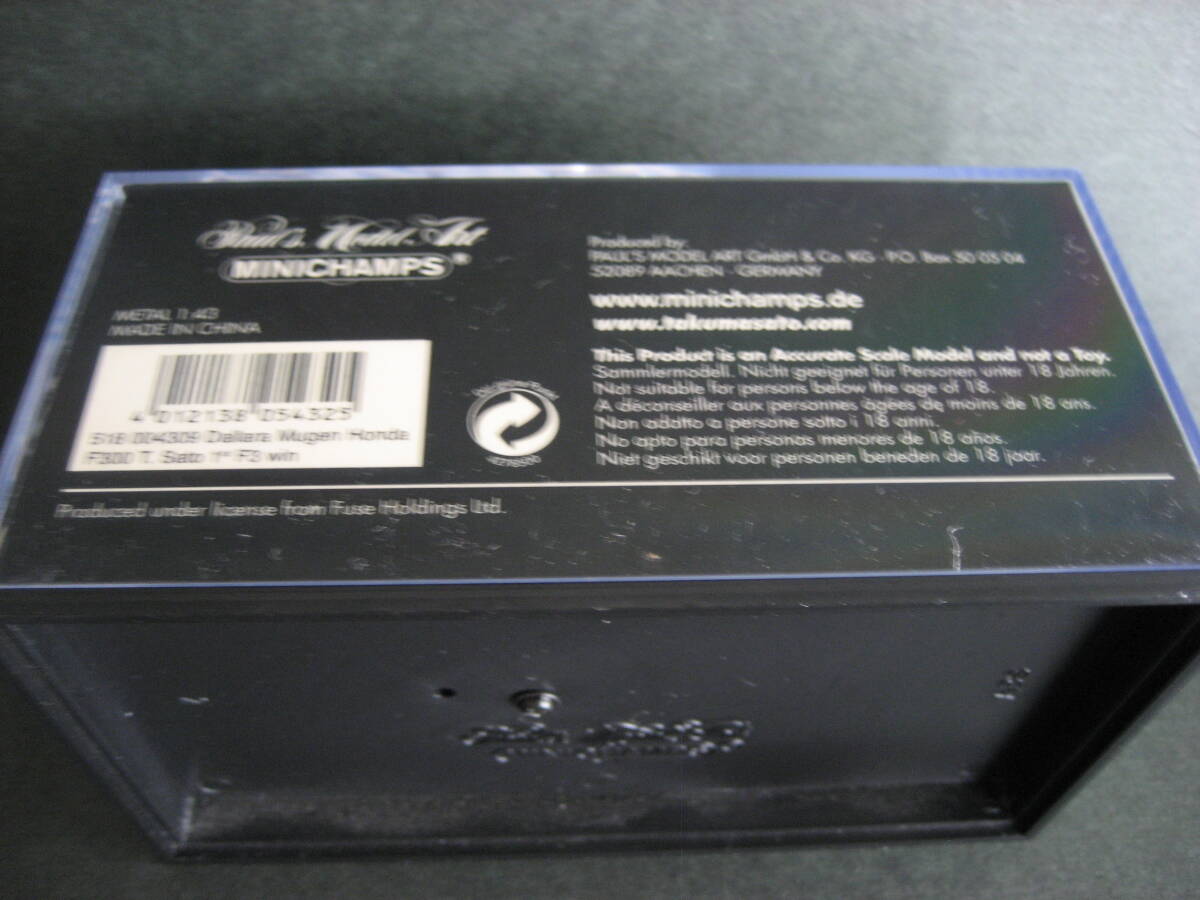 Paul's Model Art
MINICHAMPS®
METAL 1:43
MADE IN CHINA
4 012138 054325
518 004309 Dallara Mugen Honda
F300 T. Sato 1st F3 win
Der Grüne Punkt
Produced by:
PAUL'S MODEL ART GmbH & Co. KG · P.O. Box 50 05 04
52089 AACHEN · GERMANY
www.minichamps.de
www.takumasato.com
This Product is an Accurate Scale Model and not a Toy.
Sammlermodell. Nicht geeignet für Personen unter 18 Jahren.
Not suitable for persons below the age of 18.
A déconseiller aux personnes âgées de moins de 18 ans.
Non adatto a persone sotto i 18 anni.
No apto para personas menores de 18 años.
Niet geschikt voor personen beneden de 18 jaar.
Produced under license from Fuse Holdings Ltd.